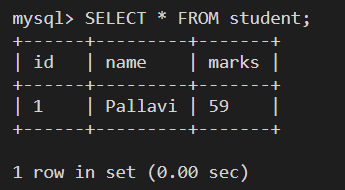 mysql> SELECT * FROM student;
+------+---------+-------+
| id   | name    | marks |
+------+---------+-------+
| 1    | Pallavi | 59    |
+------+---------+-------+
1 row in set (0.00 sec)